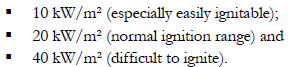 ▪ 10 kW/m² (especially easily ignitable);
▪ 20 kW/m² (normal ignition range) and
▪ 40 kW/m² (difficult to ignite).